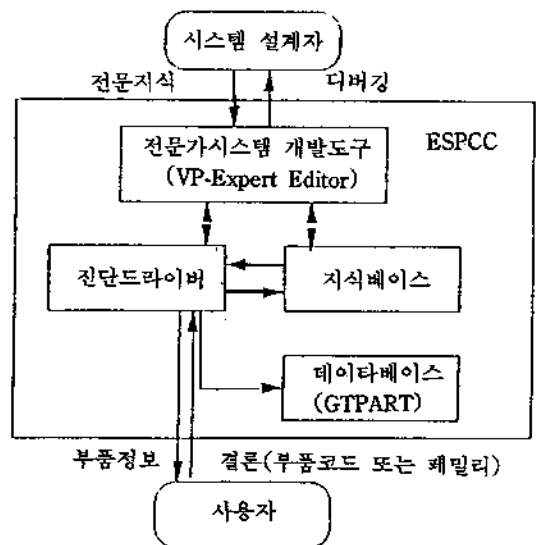 시스템 설계자
전문지식
디버깅
전문가시스템 개발도구
(VP-Expert Editor)
ESPCC
진단드라이버
지식베이스
데이타베이스
(GTPART)
부품정보
결론(부품코드 또는 패밀리)
사용자